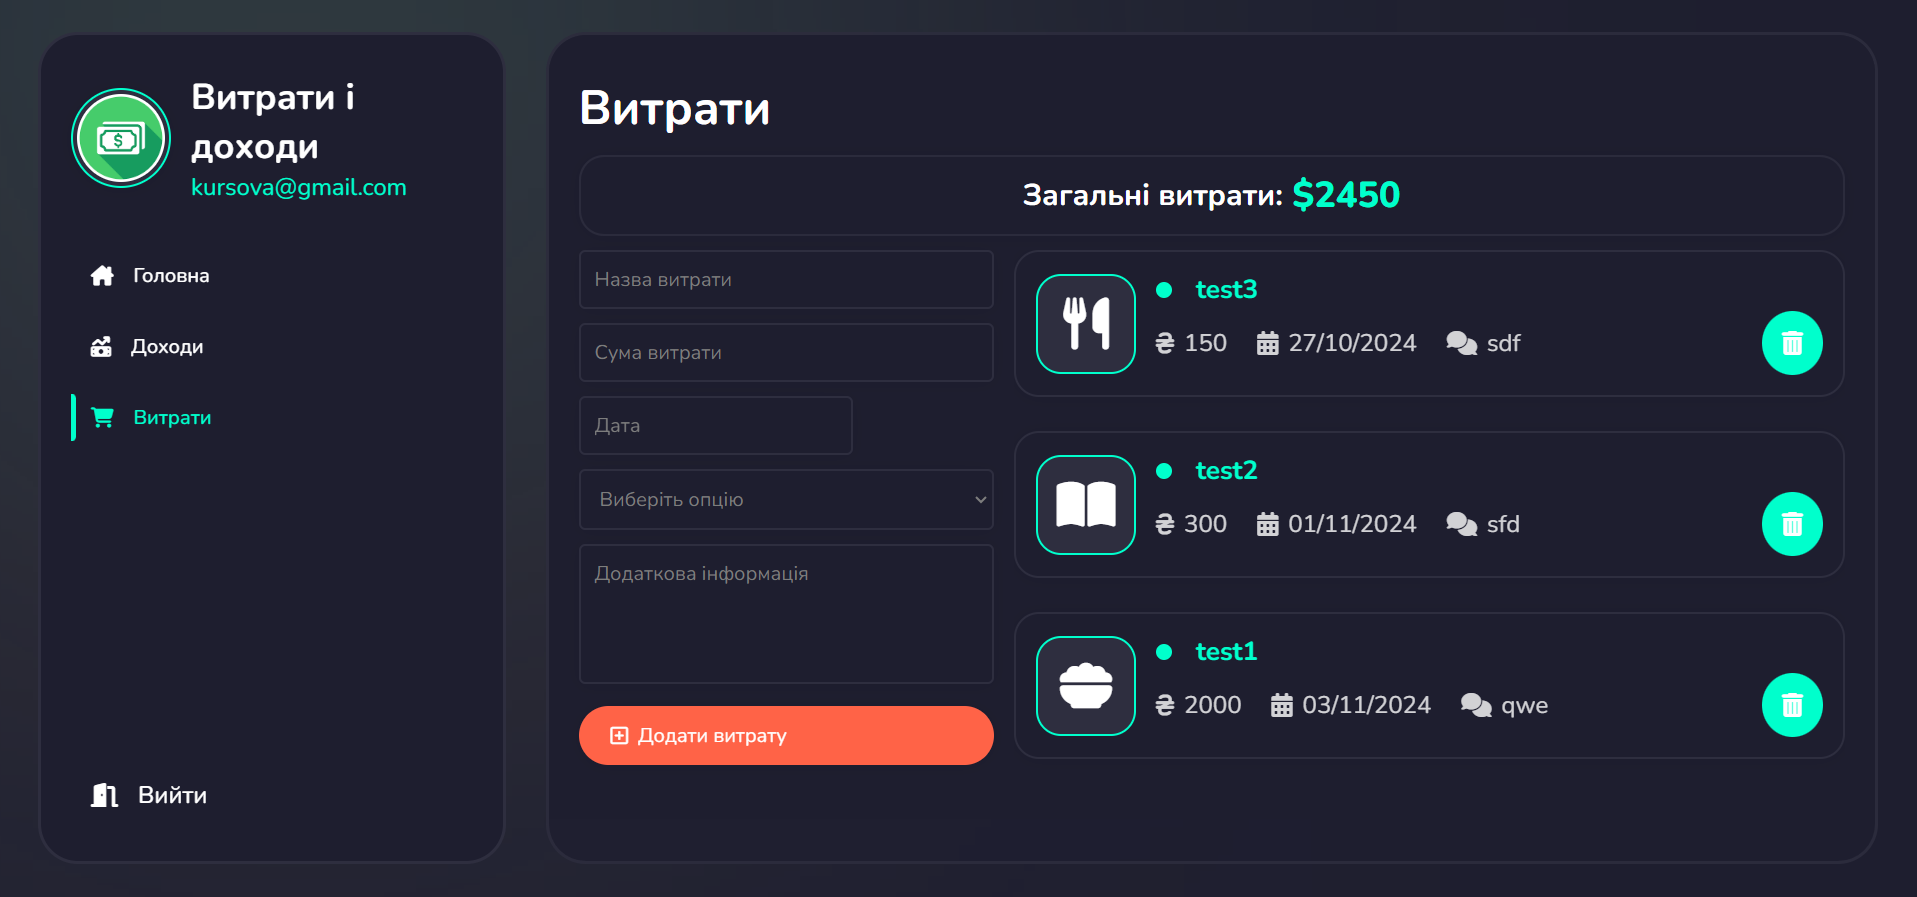 Витрати і
доходи
kursova@gmail.com
Головна
Доходи
Витрати
Вийти
Витрати
Загальні витрати: $2450
Назва витрати
Сума витрати
Дата
Виберіть опцію
Додаткова інформація
Додати витрату
test3
₴ 150 27/10/2024 sdf
test2
₴ 300 01/11/2024 sfd
test1
₴ 2000 03/11/2024 qwe